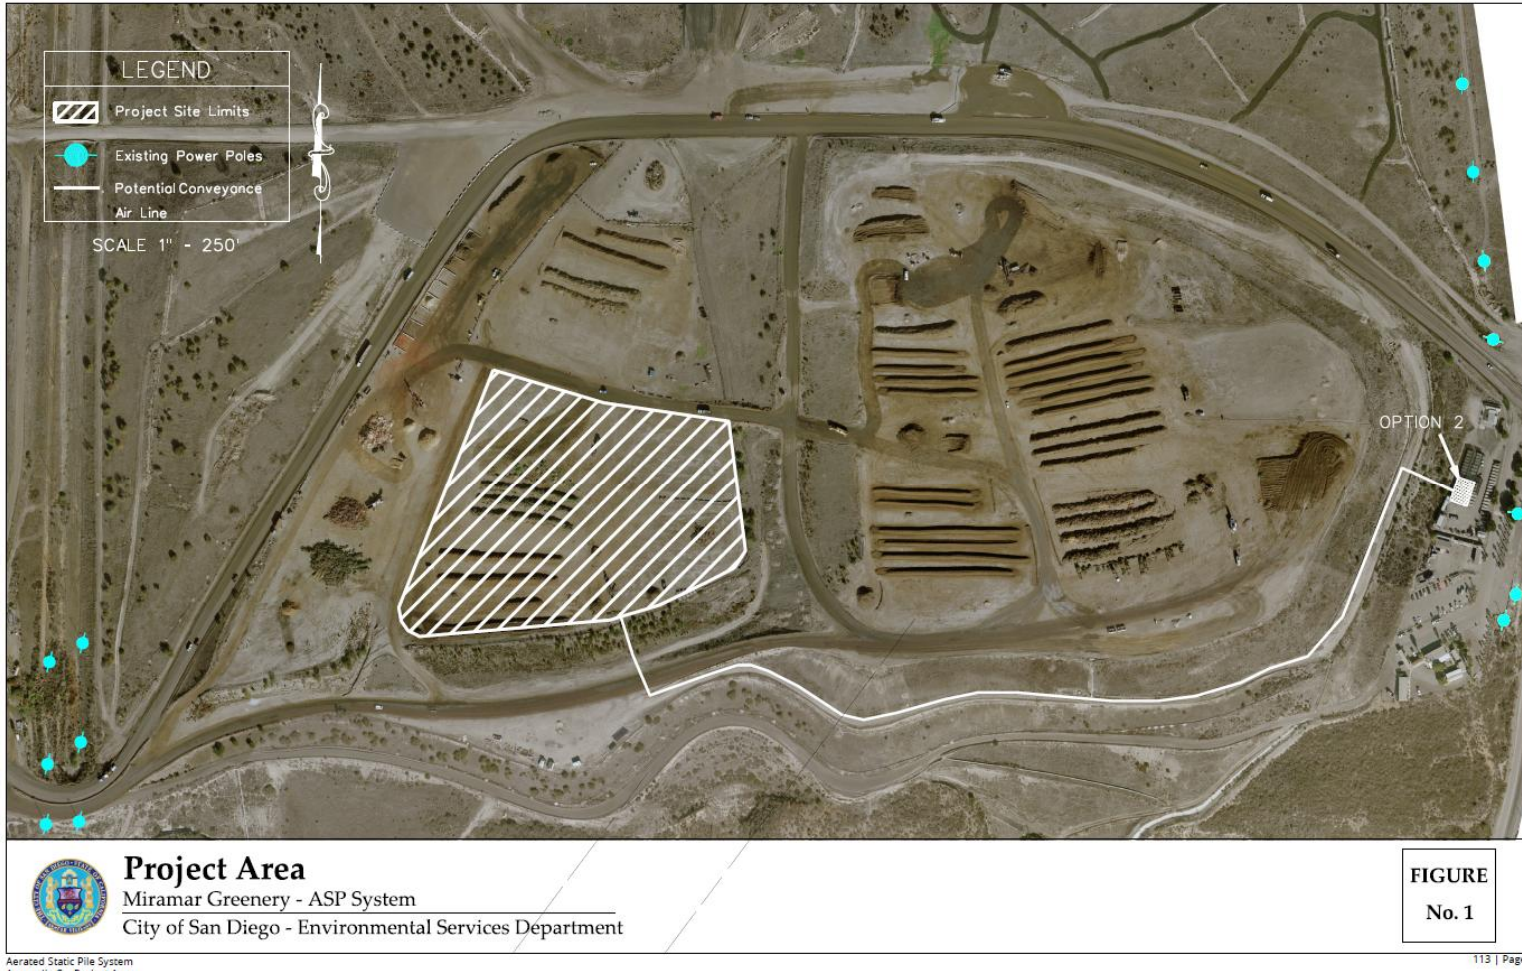 LEGEND
Project Site Limits
Existing Power Poles
Potential Conveyance
Air Line
SCALE 1" - 250'
OPTION 2
Project Area
Miramar Greenery - ASP System
City of San Diego - Environmental Services Department
FIGURE
No. 1
Aerated Static Pile System
113 | Page